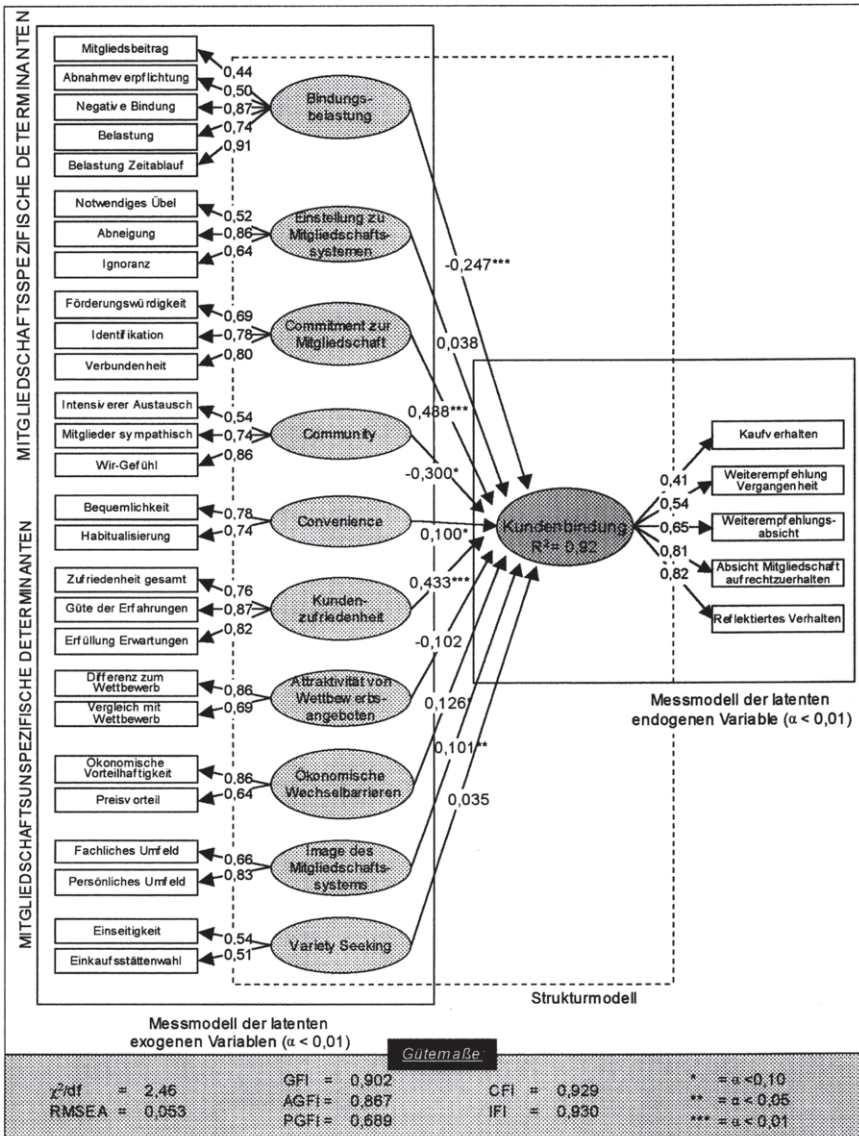 MITGLIEDSCHAFTSSPEZIFISCHE DETERMINANTEN
Mitgliedsbeitrag
Abnahmeverpflichtung
Negative Bindung
Belastung
Belastung Zeitablauf
0,44
0,50
0,87
0,74
0,91
Bindungs-
belastung
Notwendiges Übel
Abneigung
Ignoranz
0,52
0,86
0,64
Einstellung zu
Mitgliedschafts-
systemen
Förderungswürdigkeit
Identifikation
Verbundenheit
0,69
0,78
0,80
Commitment zur
Mitgliedschaft
Intensiverer Austausch
Mitglieder sympathisch
Wir-Gefühl
0,54
0,74
0,86
Community
MITGLIEDSCHAFTSUNSPEZIFISCHE DETERMINANTEN
Bequemlichkeit
Habitualisierung
0,78
0,74
Convenience
Zufriedenheit gesamt
Güte der Erfahrungen
Erfüllung Erwartungen
0,76
0,87
0,82
Kunden-
zufriedenheit
Differenz zum
Wettbewerb
Vergleich mit
Wettbewerb
0,86
0,69
Attraktivität von
Wettbewerbs-
angeboten
Ökonomische
Vorteilhaftigkeit
Preisvorteil
0,86
0,64
Ökonomische
Wechselbarrieren
Fachliches Umfeld
Persönliches Umfeld
0,66
0,83
Image des
Mitgliedschafts-
systems
Einseitigkeit
Einkaufsstättenwahl
0,54
0,51
Variety Seeking
-0,247***
0,038
0,488***
-0,300*
0,100*
0,433***
-0,102
0,126*
0,101**
0,035
Kundenbindung
R²= 0,92
0,41
0,54
0,65
0,81
0,82
Kaufverhalten
Weiterempfehlung
Vergangenheit
Weiterempfehlungs-
absicht
Absicht Mitgliedschaft
aufrechtzuerhalten
Reflektiertes Verhalten
Messmodell der latenten
endogenen Variable (α < 0,01)
Strukturmodell
Messmodell der latenten
exogenen Variablen (α < 0,01)
Gütemaße
χ²/df = 2,46
RMSEA = 0,053
GFI = 0,902
AGFI = 0,867
PGFI = 0,689
CFI = 0,929
IFI = 0,930
* = α <0,10
** = α < 0,05
*** = α < 0,01